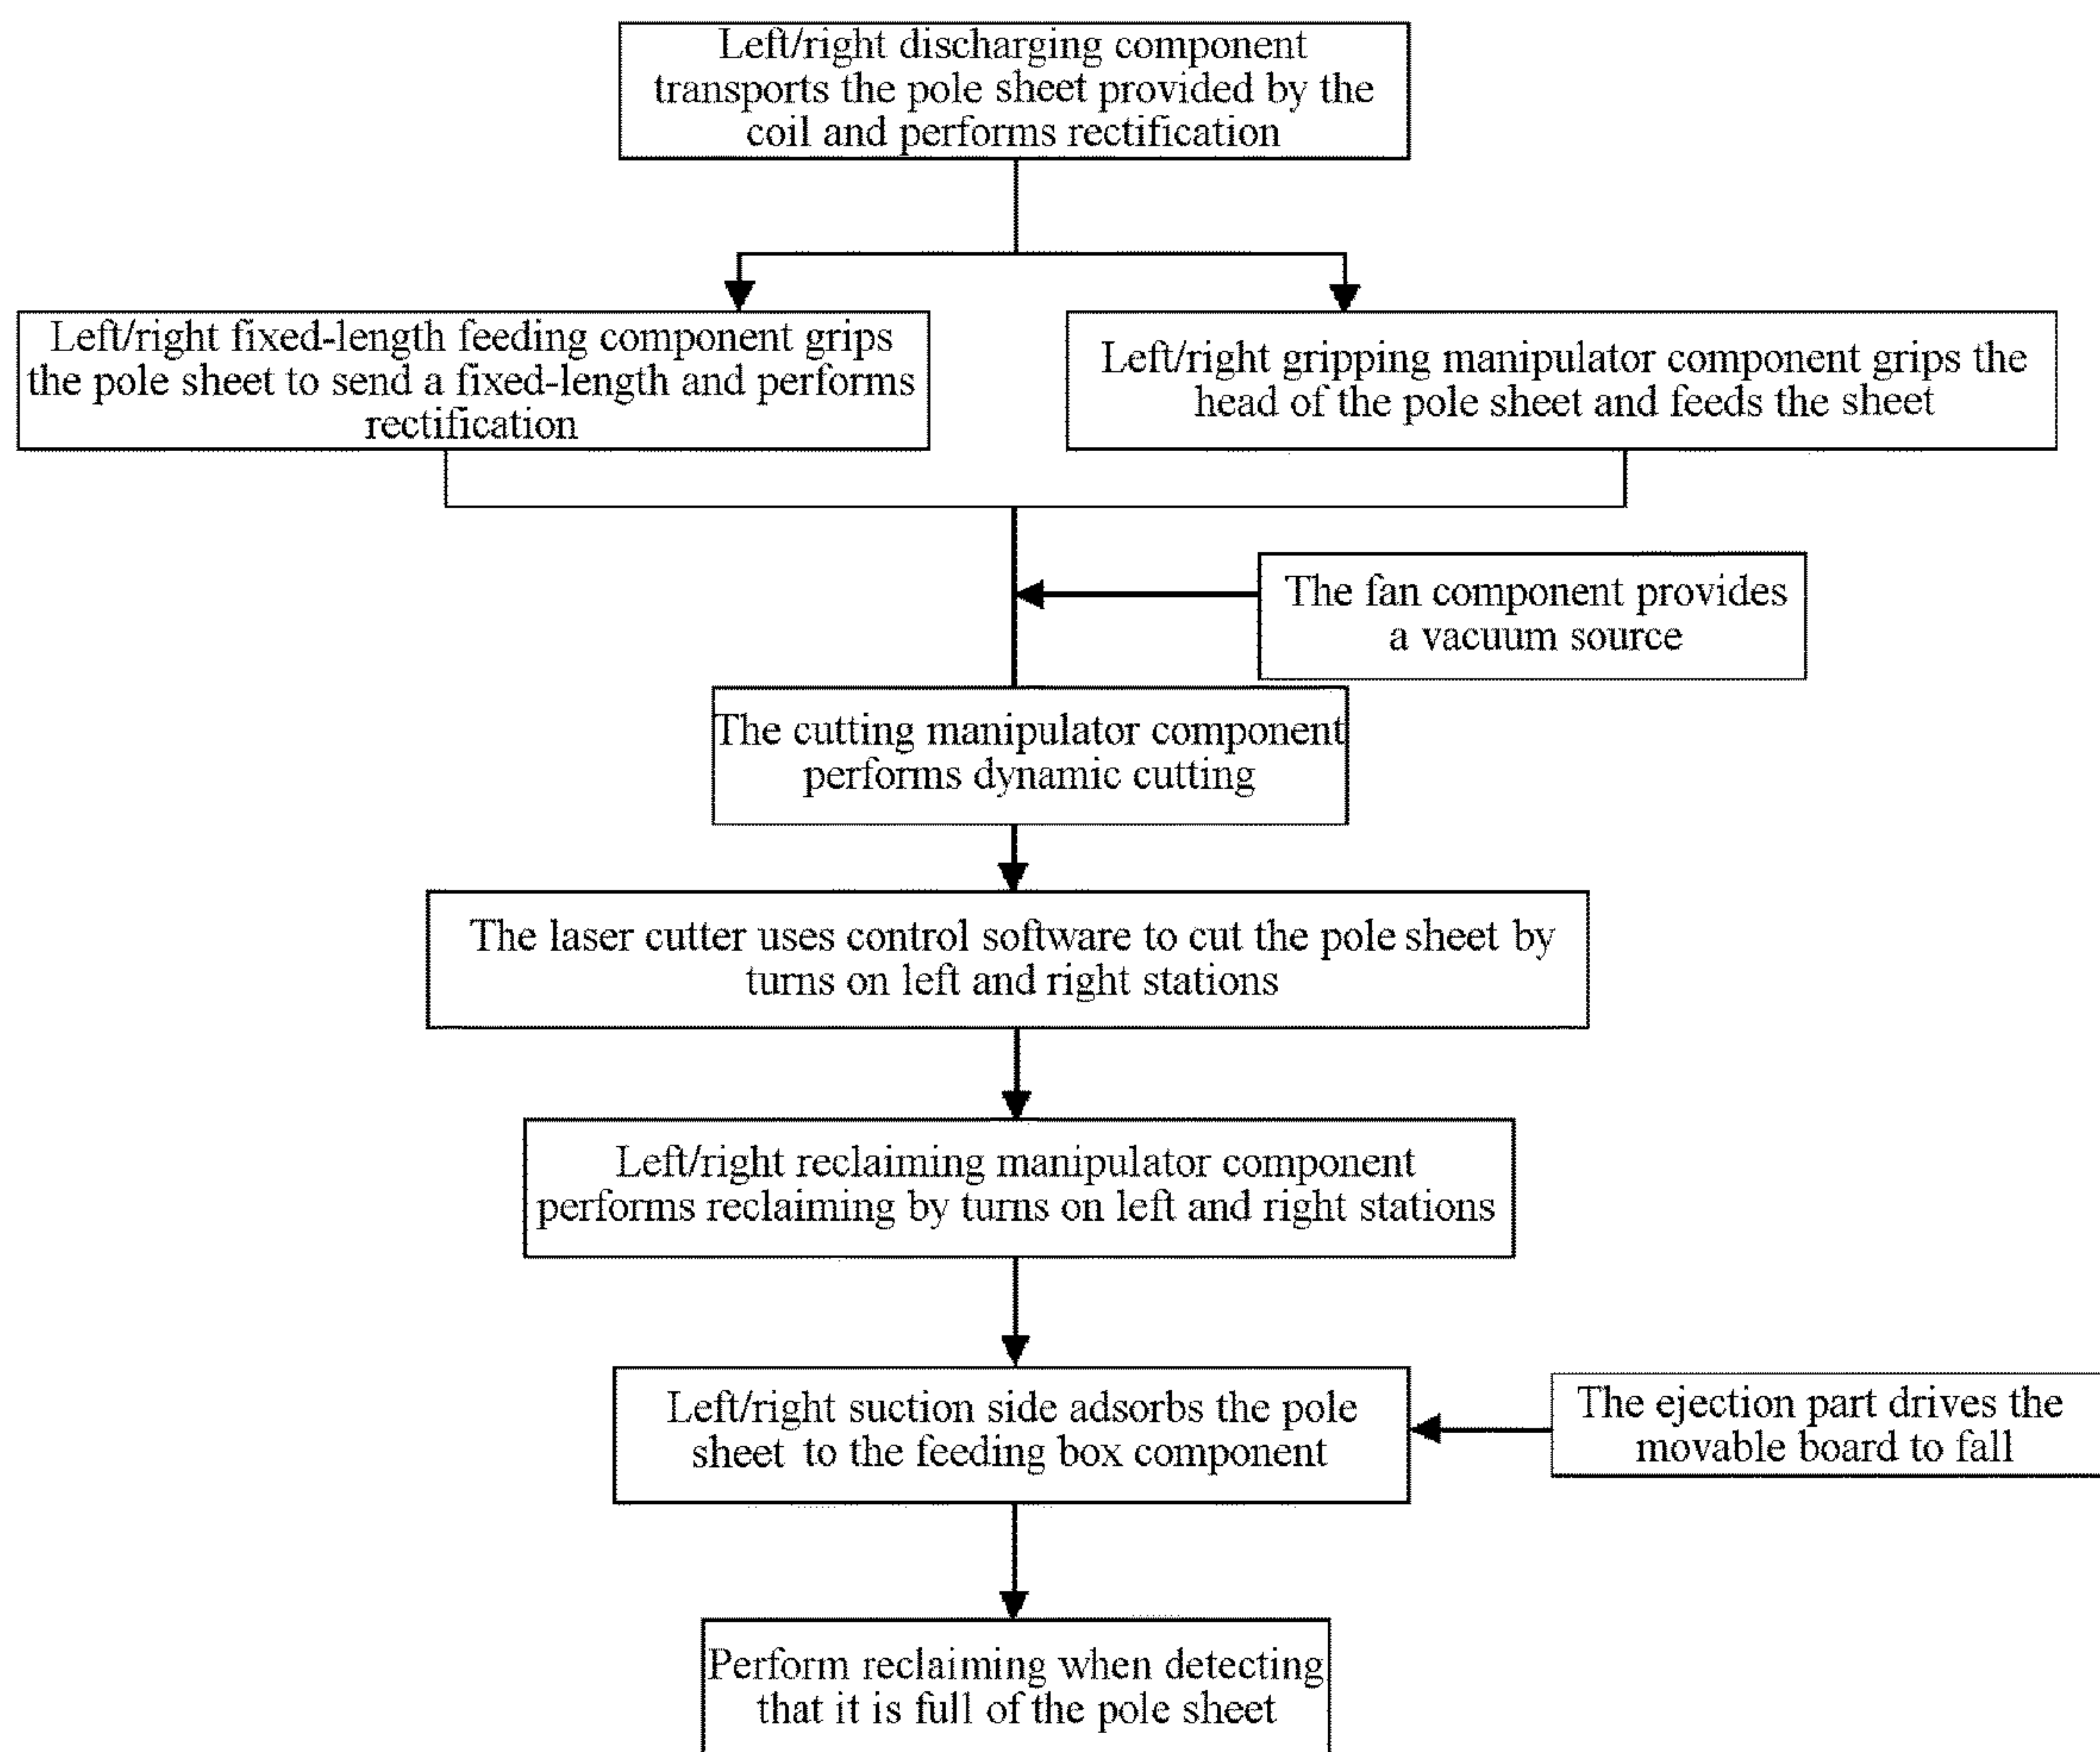 Left/right discharging component
transports the pole sheet provided by the
coil and performs rectification
Left/right fixed-length feeding component grips
the pole sheet to send a fixed-length and performs
rectification
Left/right gripping manipulator component grips the
head of the pole sheet and feeds the sheet
The fan component provides
a vacuum source
The cutting manipulator component
performs dynamic cutting
The laser cutter uses control software to cut the pole sheet by
turns on left and right stations
Left/right reclaiming manipulator component
performs reclaiming by turns on left and right stations
Left/right suction side adsorbs the pole
sheet to the feeding box component
The ejection part drives the
movable board to fall
Perform reclaiming when detecting
that it is full of the pole sheet